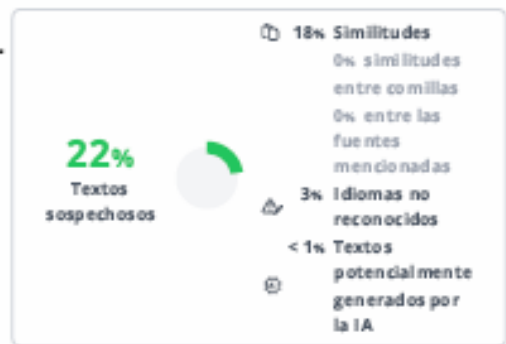 22%
Textos
sospechosos
18% Similitudes
0% similitudes
entre comillas
0% entre las
fuentes
mencionadas
3% Idiomas no
reconocidos
< 1% Textos
potencialmente
generados por
la IA